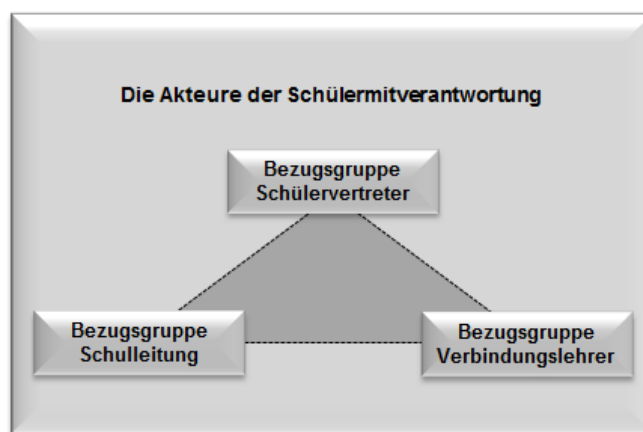 Die Akteure der Schülermitverantwortung
Bezugsgruppe
Schülervertreter
Bezugsgruppe
Schulleitung
Bezugsgruppe
Verbindungslehrer